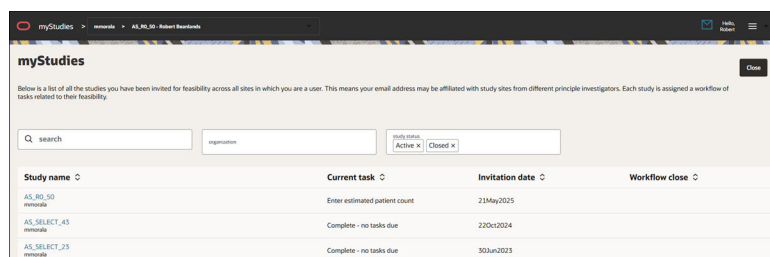 myStudies > mmorala > AS_R0_50 - Robert Beanlands
Hello, Robert
myStudies
Close
Below is a list of all the studies you have been invited for feasibility across all sites in which you are a user. This means your email address may be affiliated with study sites from different principle investigators. Each study is assigned a workflow of
tasks related to their feasibility.
search
organization
study status
Active × Closed ×
Study name Current task Invitation date Workflow close
AS_R0_50
mmorala
Enter estimated patient count 21May2025
AS_SELECT_43
mmorala
Complete - no tasks due 22Oct2024
AS_SELECT_23
mmorala
Complete - no tasks due 30Jun2023